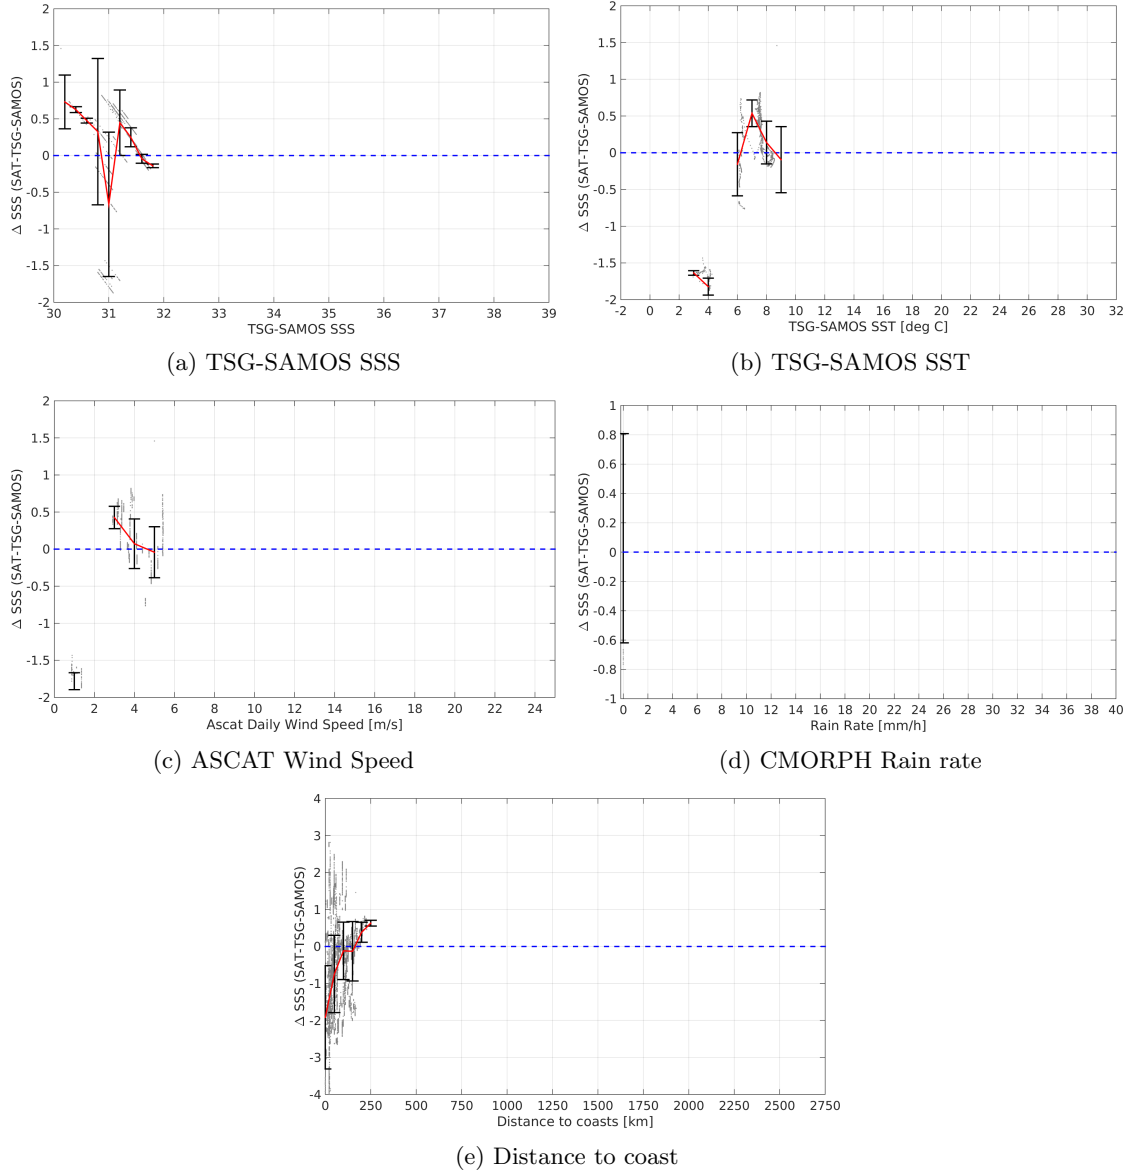 2
1.5
1
0.5
0
-0.5
-1
-1.5
-2
Δ SSS (SAT-TSG-SAMOS)
30 31 32 33 34 35 36 37 38 39
TSG-SAMOS SSS
(a) TSG-SAMOS SSS
2
1.5
1
0.5
0
-0.5
-1
-1.5
-2
Δ SSS (SAT-TSG-SAMOS)
-2 0 2 4 6 8 10 12 14 16 18 20 22 24 26 28 30 32
TSG-SAMOS SST [deg C]
(b) TSG-SAMOS SST
2
1.5
1
0.5
0
-0.5
-1
-1.5
-2
Δ SSS (SAT-TSG-SAMOS)
0 2 4 6 8 10 12 14 16 18 20 22 24
Ascat Daily Wind Speed [m/s]
(c) ASCAT Wind Speed
1
0.8
0.6
0.4
0.2
0
-0.2
-0.4
-0.6
-0.8
-1
Δ SSS (SAT-TSG-SAMOS)
0 2 4 6 8 10 12 14 16 18 20 22 24 26 28 30 32 34 36 38 40
Rain Rate [mm/h]
(d) CMORPH Rain rate
4
3
2
1
0
-1
-2
-3
-4
Δ SSS (SAT-TSG-SAMOS)
0 250 500 750 1000 1250 1500 1750 2000 2250 2500 2750
Distance to coasts [km]
(e) Distance to coast